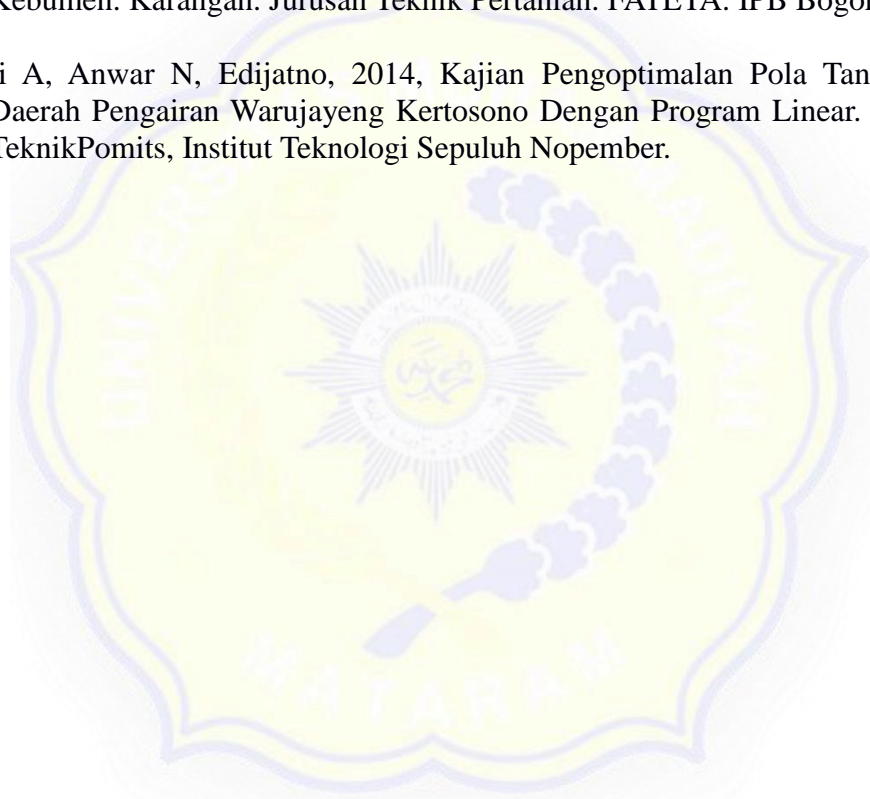 Kebumen. Karangan. Jurusan Teknik Pertanian. FATETA. IPB Bogor
i A, Anwar N, Edijatno, 2014, Kajian Pengoptimalan Pola Tan
Daerah Pengairan Warujayeng Kertosono Dengan Program Linear.
TeknikPomits, Institut Teknologi Sepuluh Nopember.
MATARAM